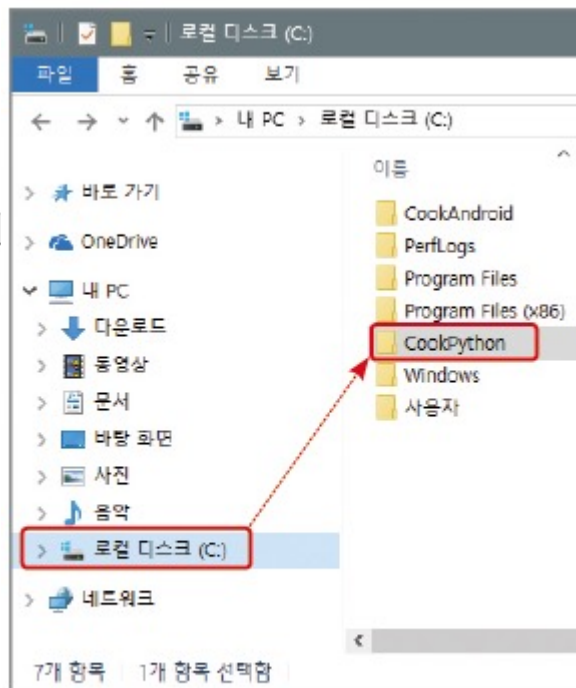 로컬 디스크 (C:)
파일 홈 공유 보기
내 PC > 로컬 디스크 (C:)
바로 가기
OneDrive
내 PC
다운로드
동영상
문서
바탕 화면
사진
음악
로컬 디스크 (C:)
네트워크
이름
CookAndroid
PerfLogs
Program Files
Program Files (x86)
CookPython
Windows
사용자
7개 항목 1개 항목 선택함